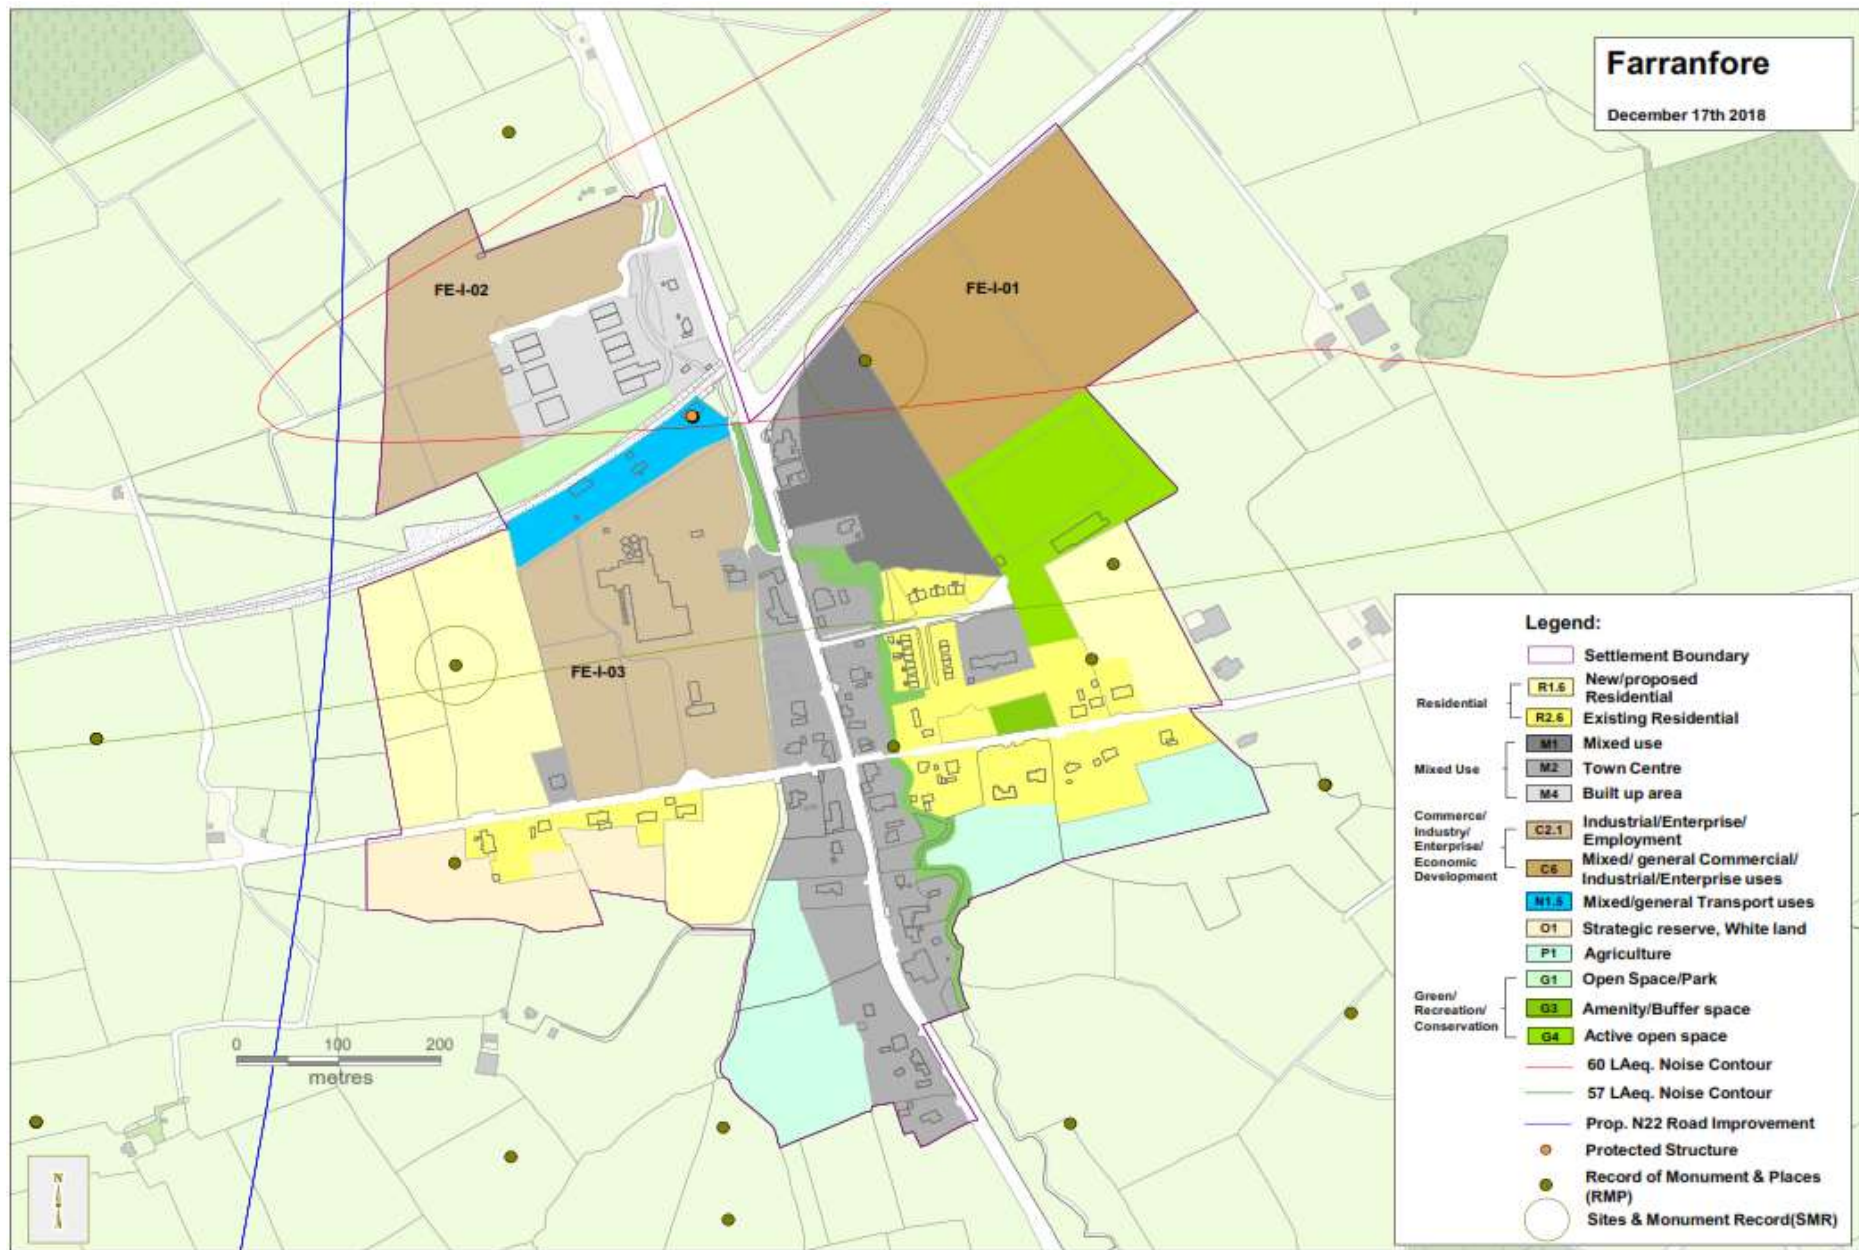 Farranfore
December 17th 2018
FE-I-02
FE-I-01
FE-I-03
0 100 200
metres
N
Legend:
Settlement Boundary
Residential
R1.6 New/proposed
Residential
R2.6 Existing Residential
Mixed Use
M1 Mixed use
M2 Town Centre
M4 Built up area
Commerce/
Industry/
Enterprise/
Economic
Development
C2.1 Industrial/Enterprise/
Employment
C6 Mixed/ general Commercial/
Industrial/Enterprise uses
N1.5 Mixed/general Transport uses
O1 Strategic reserve, White land
P1 Agriculture
Green/
Recreation/
Conservation
G1 Open Space/Park
G3 Amenity/Buffer space
G4 Active open space
60 LAeq. Noise Contour
57 LAeq. Noise Contour
Prop. N22 Road Improvement
Protected Structure
Record of Monument & Places
(RMP)
Sites & Monument Record(SMR)